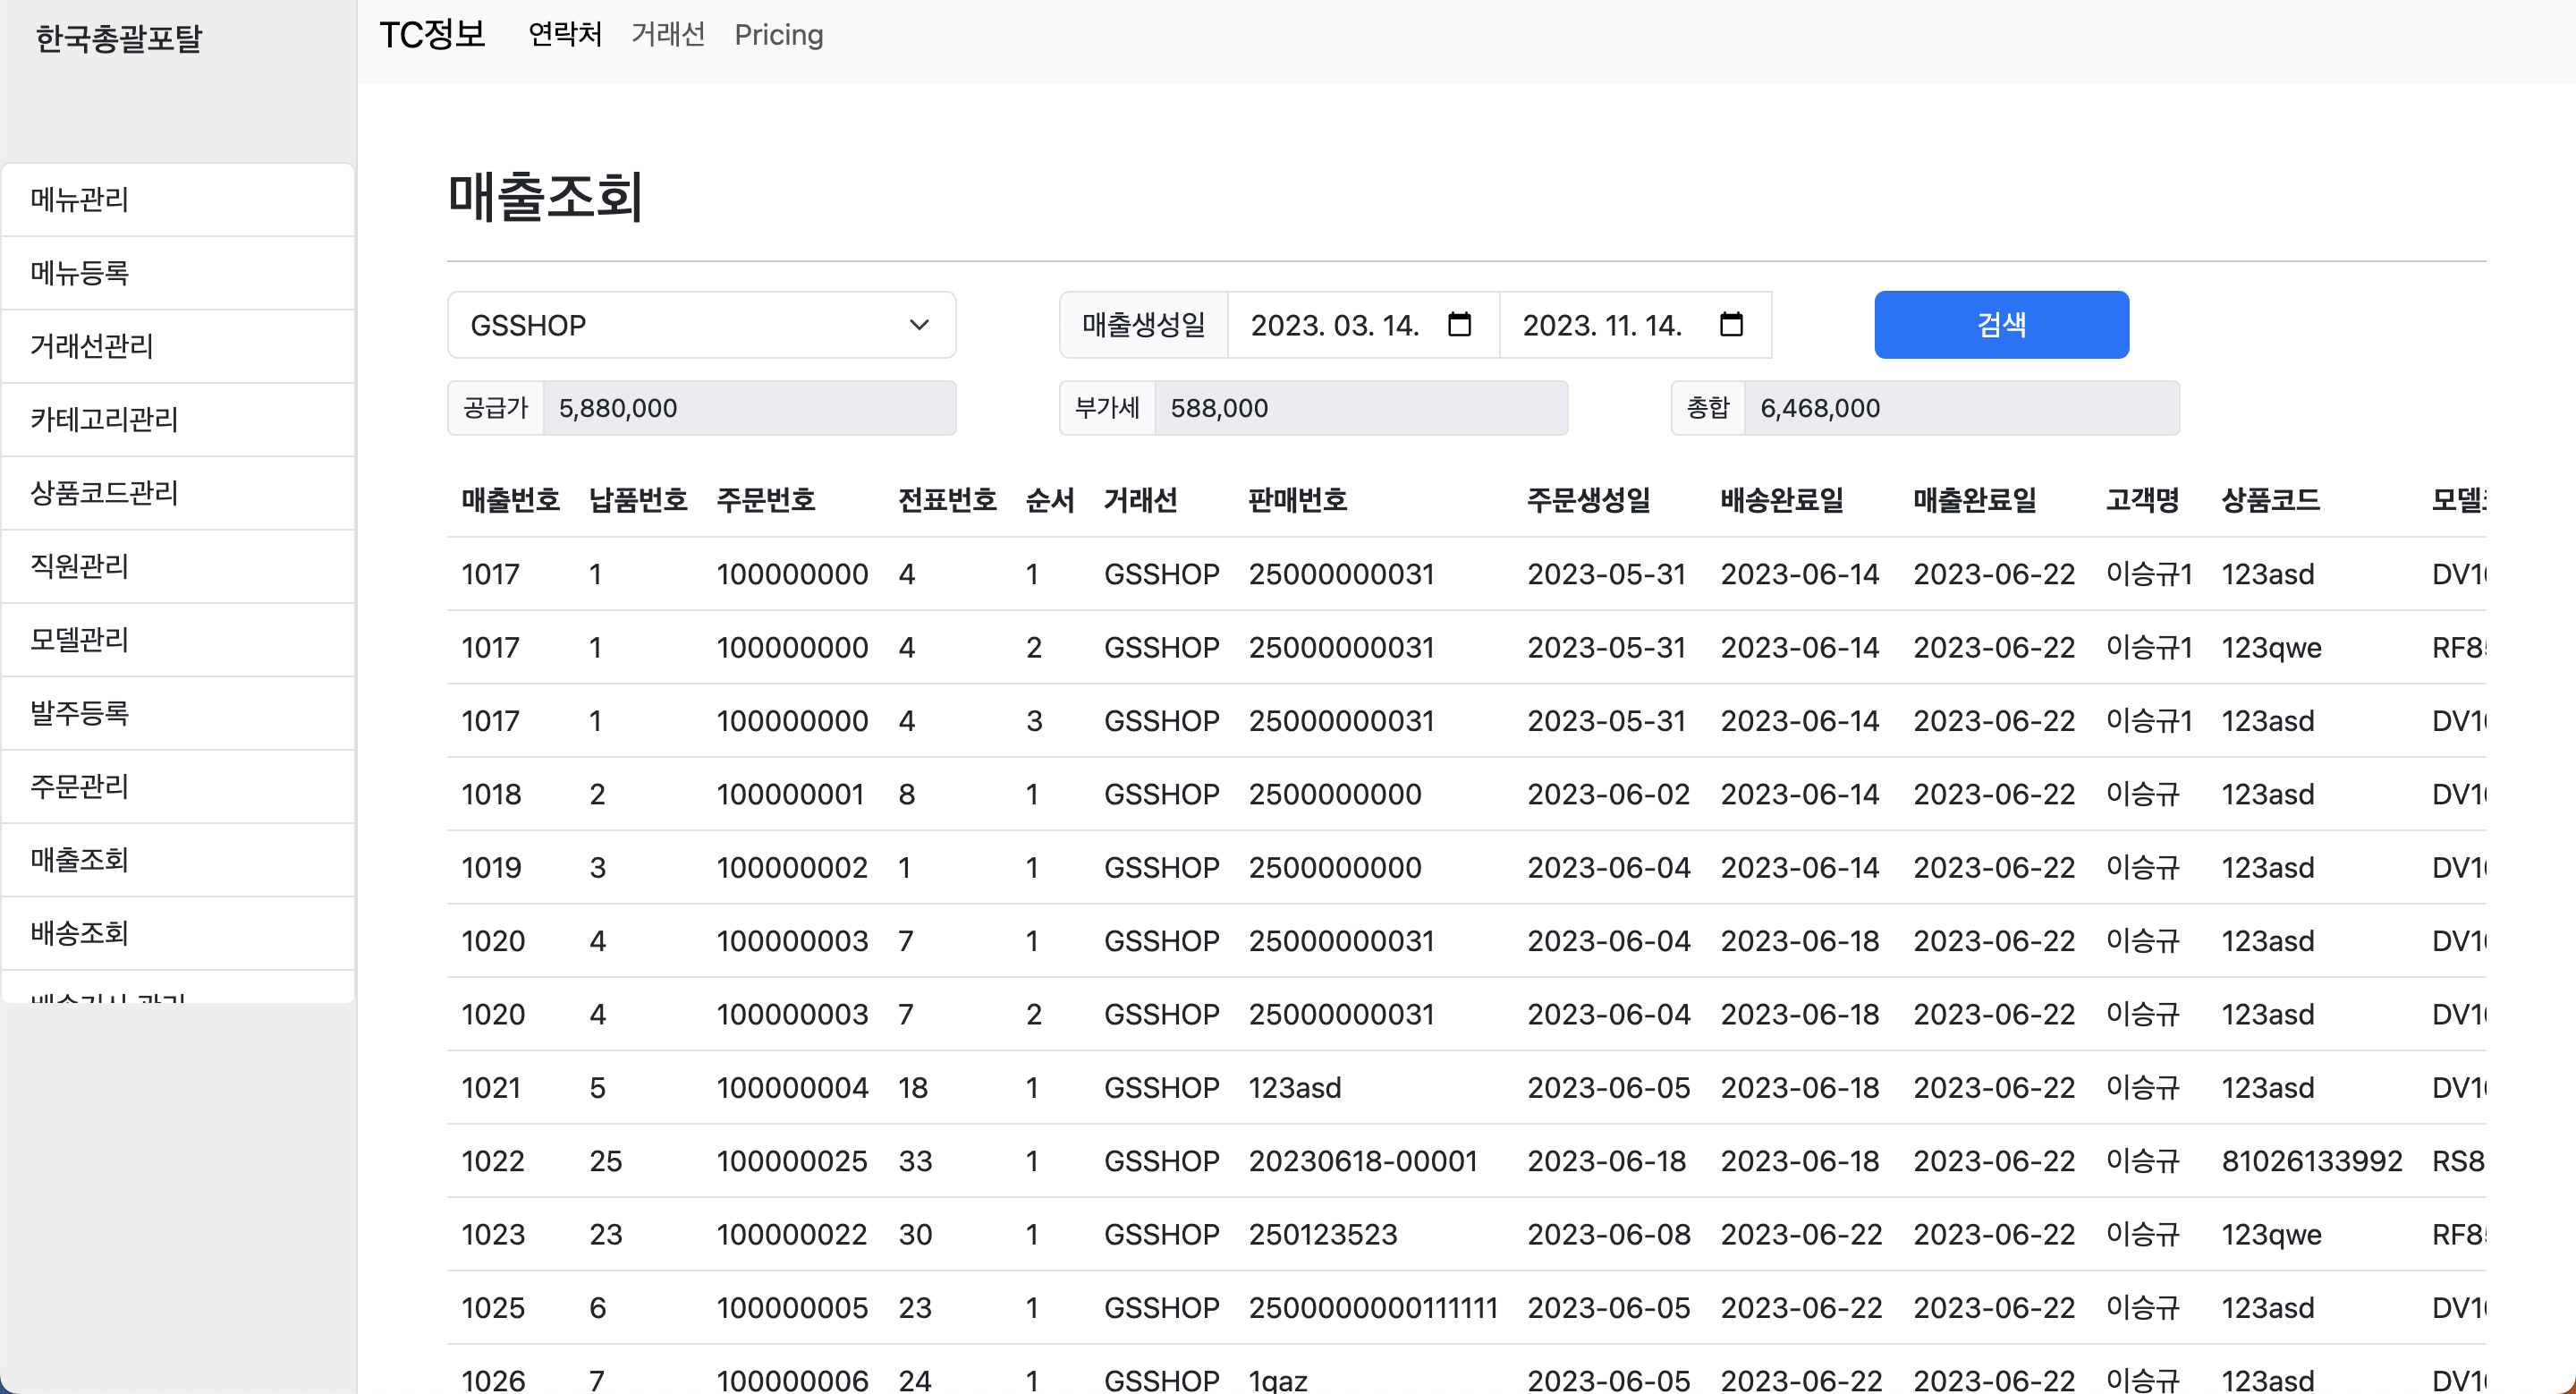 한국총괄포탈
TC정보 연락처 거래선 Pricing
메뉴관리
메뉴등록
거래선관리
카테고리관리
상품코드관리
직원관리
모델관리
발주등록
주문관리
매출조회
배송조회
매출조회
GSSHOP 매출생성일 2023. 03. 14. 2023. 11. 14. 검색
공급가 5,880,000 부가세 588,000 총합 6,468,000
매출번호 납품번호 주문번호 전표번호 순서 거래선 판매번호 주문생성일 배송완료일 매출완료일 고객명 상품코드 모델
1017 1 100000000 4 1 GSSHOP 25000000031 2023-05-31 2023-06-14 2023-06-22 이승규1 123asd DV1
1017 1 100000000 4 2 GSSHOP 25000000031 2023-05-31 2023-06-14 2023-06-22 이승규1 123qwe RF8
1017 1 100000000 4 3 GSSHOP 25000000031 2023-05-31 2023-06-14 2023-06-22 이승규1 123asd DV1
1018 2 100000001 8 1 GSSHOP 2500000000 2023-06-02 2023-06-14 2023-06-22 이승규 123asd DV1
1019 3 100000002 1 1 GSSHOP 2500000000 2023-06-04 2023-06-14 2023-06-22 이승규 123asd DV1
1020 4 100000003 7 1 GSSHOP 25000000031 2023-06-04 2023-06-18 2023-06-22 이승규 123asd DV1
1020 4 100000003 7 2 GSSHOP 25000000031 2023-06-04 2023-06-18 2023-06-22 이승규 123asd DV1
1021 5 100000004 18 1 GSSHOP 123asd 2023-06-05 2023-06-18 2023-06-22 이승규 123asd DV1
1022 25 100000025 33 1 GSSHOP 20230618-00001 2023-06-18 2023-06-18 2023-06-22 이승규 81026133992 RS8
1023 23 100000022 30 1 GSSHOP 250123523 2023-06-08 2023-06-22 2023-06-22 이승규 123qwe RF8
1025 6 100000005 23 1 GSSHOP 2500000000111111 2023-06-05 2023-06-22 2023-06-22 이승규 123asd DV1
1026 7 100000006 24 1 GSSHOP 1qaz 2023-06-05 2023-06-22 2023-06-22 이승규 123asd DV1